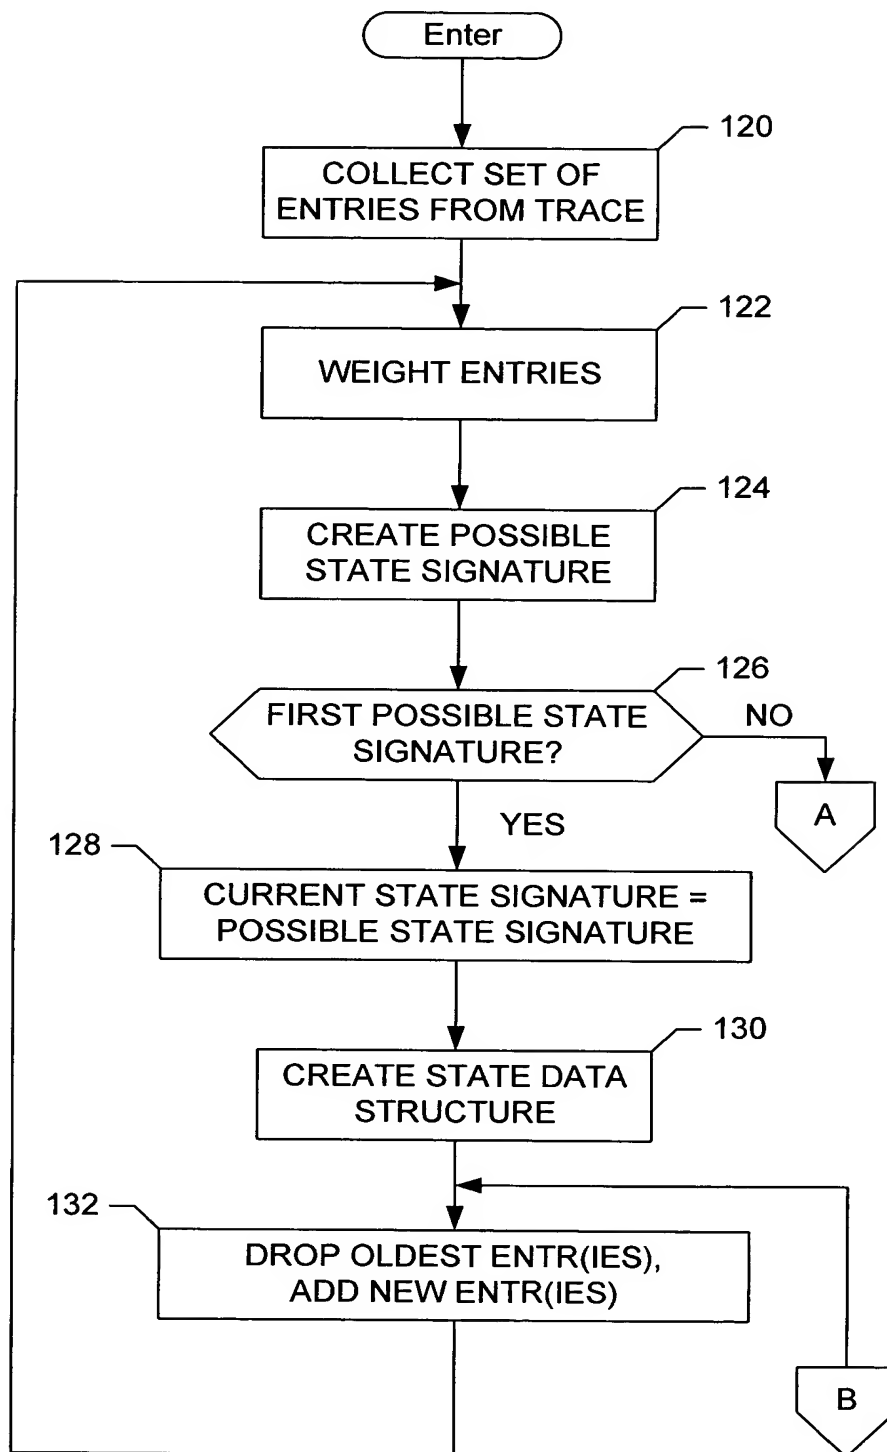 Enter
120
COLLECT SET OF
ENTRIES FROM TRACE
122
WEIGHT ENTRIES
124
CREATE POSSIBLE
STATE SIGNATURE
126
FIRST POSSIBLE STATE
SIGNATURE?
NO
A
YES
128
CURRENT STATE SIGNATURE =
POSSIBLE STATE SIGNATURE
130
CREATE STATE DATA
STRUCTURE
132
DROP OLDEST ENTR(IES),
ADD NEW ENTR(IES)
B